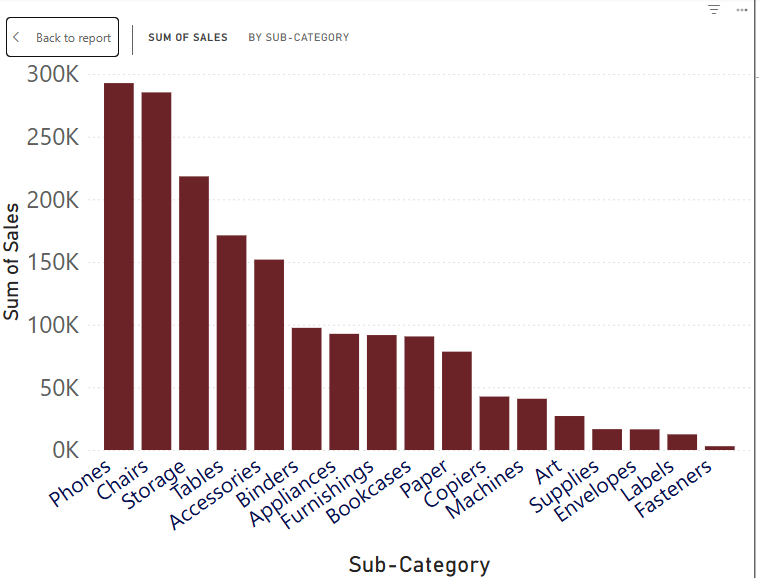 Back to report
SUM OF SALES
BY SUB-CATEGORY
300K
250K
200K
150K
100K
50K
0K
Sum of Sales
Phones
Chairs
Storage
Tables
Accessories
Binders
Appliances
Furnishings
Bookcases
Paper
Copiers
Machines
Art
Supplies
Envelopes
Labels
Fasteners
Sub-Category